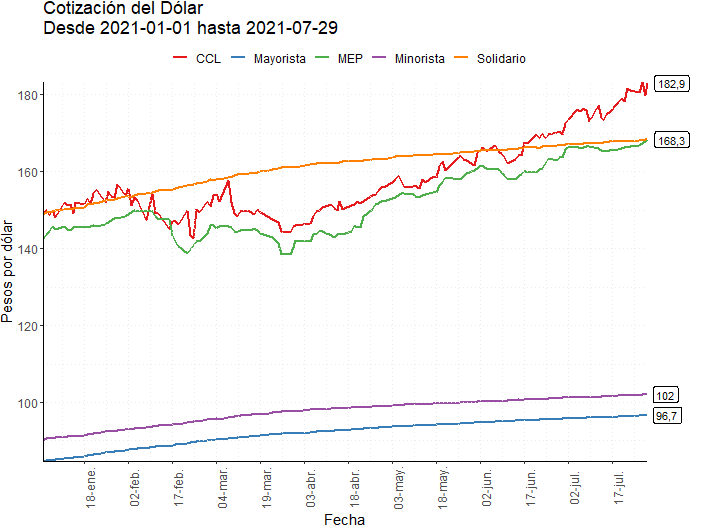 Cotización del Dólar
Desde 2021-01-01 hasta 2021-07-29
CCL Mayorista MEP Minorista Solidario
Pesos por dólar
180
160
140
120
100
182,9
168,3
102
96,7
18-ene. 02-feb. 17-feb. 04-mar. 19-mar. 03-abr. 18-abr. 03-may. 18-may. 02-jun. 17-jun. 02-jul. 17-jul.
Fecha